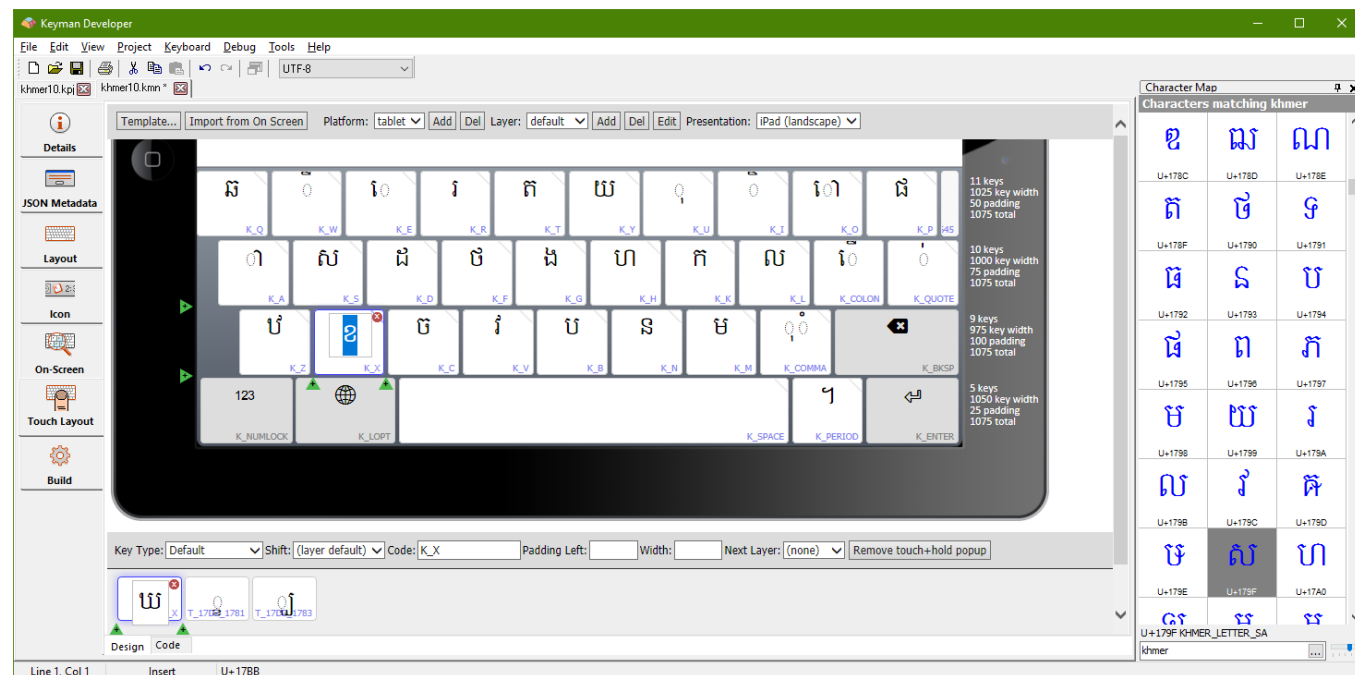 Keyman Developer
File Edit View Project Keyboard Debug Tools Help
UTF-8
khmer10.kpj khmer10.kmn *
Details
JSON Metadata
Layout
Icon
On-Screen
Touch Layout
Build
Template... Import from On Screen Platform: tablet Add Del Layer: default Add Del Edit Presentation: iPad (landscape)
ឆ ឹ េ រ ត យ ុ ិ ោ ផ
K_Q K_W K_E K_R K_T K_Y K_U K_I K_O K_P
11 keys
1025 key width
50 padding
1075 total
ា ស ដ ថ ង ហ ក ល ើ ់
K_A K_S K_D K_F K_G K_H K_K K_L K_COLON K_QUOTE
10 keys
1000 key width
75 padding
1075 total
ឋ ខ ច វ ប ន ម ុំ
K_Z K_X K_C K_V K_B K_N K_M K_COMMA K_BKSP
9 keys
975 key width
100 padding
1075 total
123 ។
K_NUMLOCK K_LOPT K_SPACE K_PERIOD K_ENTER
5 keys
1050 key width
25 padding
1075 total
Key Type: Default Shift: (layer default) Code: K_X Padding Left: Width: Next Layer: (none) Remove touch+hold popup
ឃ ្ខ ្ឃ
Design Code
Line 1, Col 1 Insert U+17BB
Character Map
Characters matching khmer
ឌ ឍ ណ
U+178C U+178D U+178E
ត ថ ទ
U+178F U+1790 U+1791
ធ ន ប
U+1792 U+1793 U+1794
ផ ព ភ
U+1795 U+1796 U+1797
ម យ រ
U+1798 U+1799 U+179A
ល វ ឝ
U+179B U+179C U+179D
ឞ ស ហ
U+179E U+179F U+17A0
U+179F KHMER_LETTER_SA
khmer ...